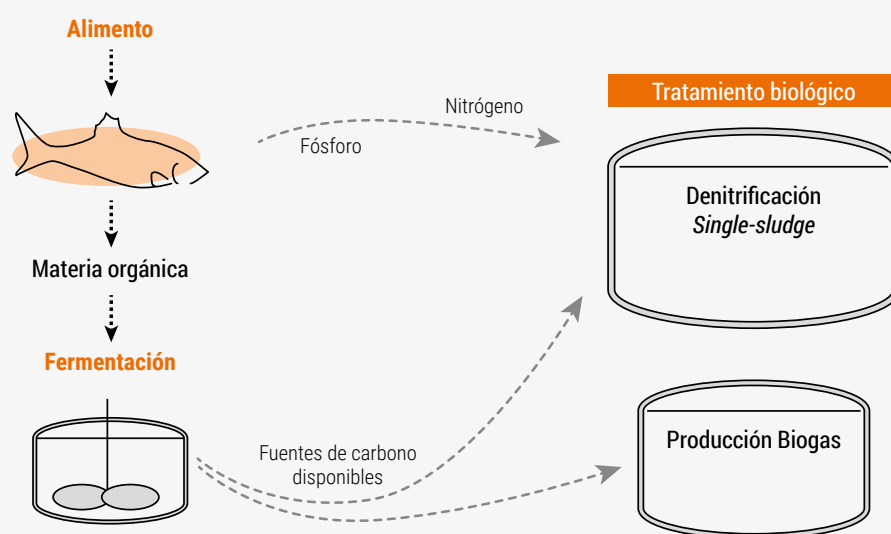 Alimento
Nitrógeno
Fósforo
Tratamiento biológico
Denitrificación
Single-sludge
Materia orgánica
Fermentación
Fuentes de carbono
disponibles
Producción Biogas